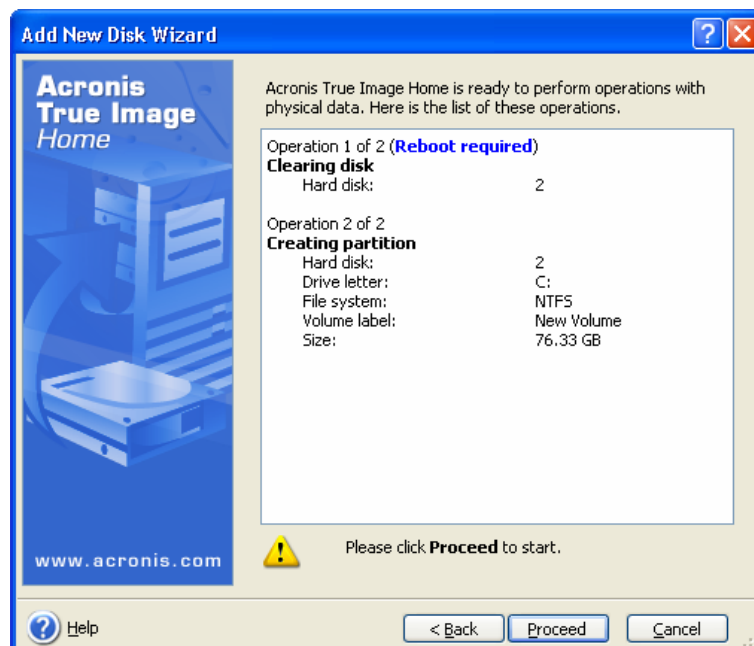 Add New Disk Wizard
Acronis
True Image
Home
Acronis True Image Home is ready to perform operations with
physical data. Here is the list of these operations.
Operation 1 of 2 (Reboot required)
Clearing disk
Hard disk: 2
Operation 2 of 2
Creating partition
Hard disk: 2
Drive letter: C:
File system: NTFS
Volume label: New Volume
Size: 76.33 GB
www.acronis.com
Please click Proceed to start.
Help
< Back
Proceed
Cancel